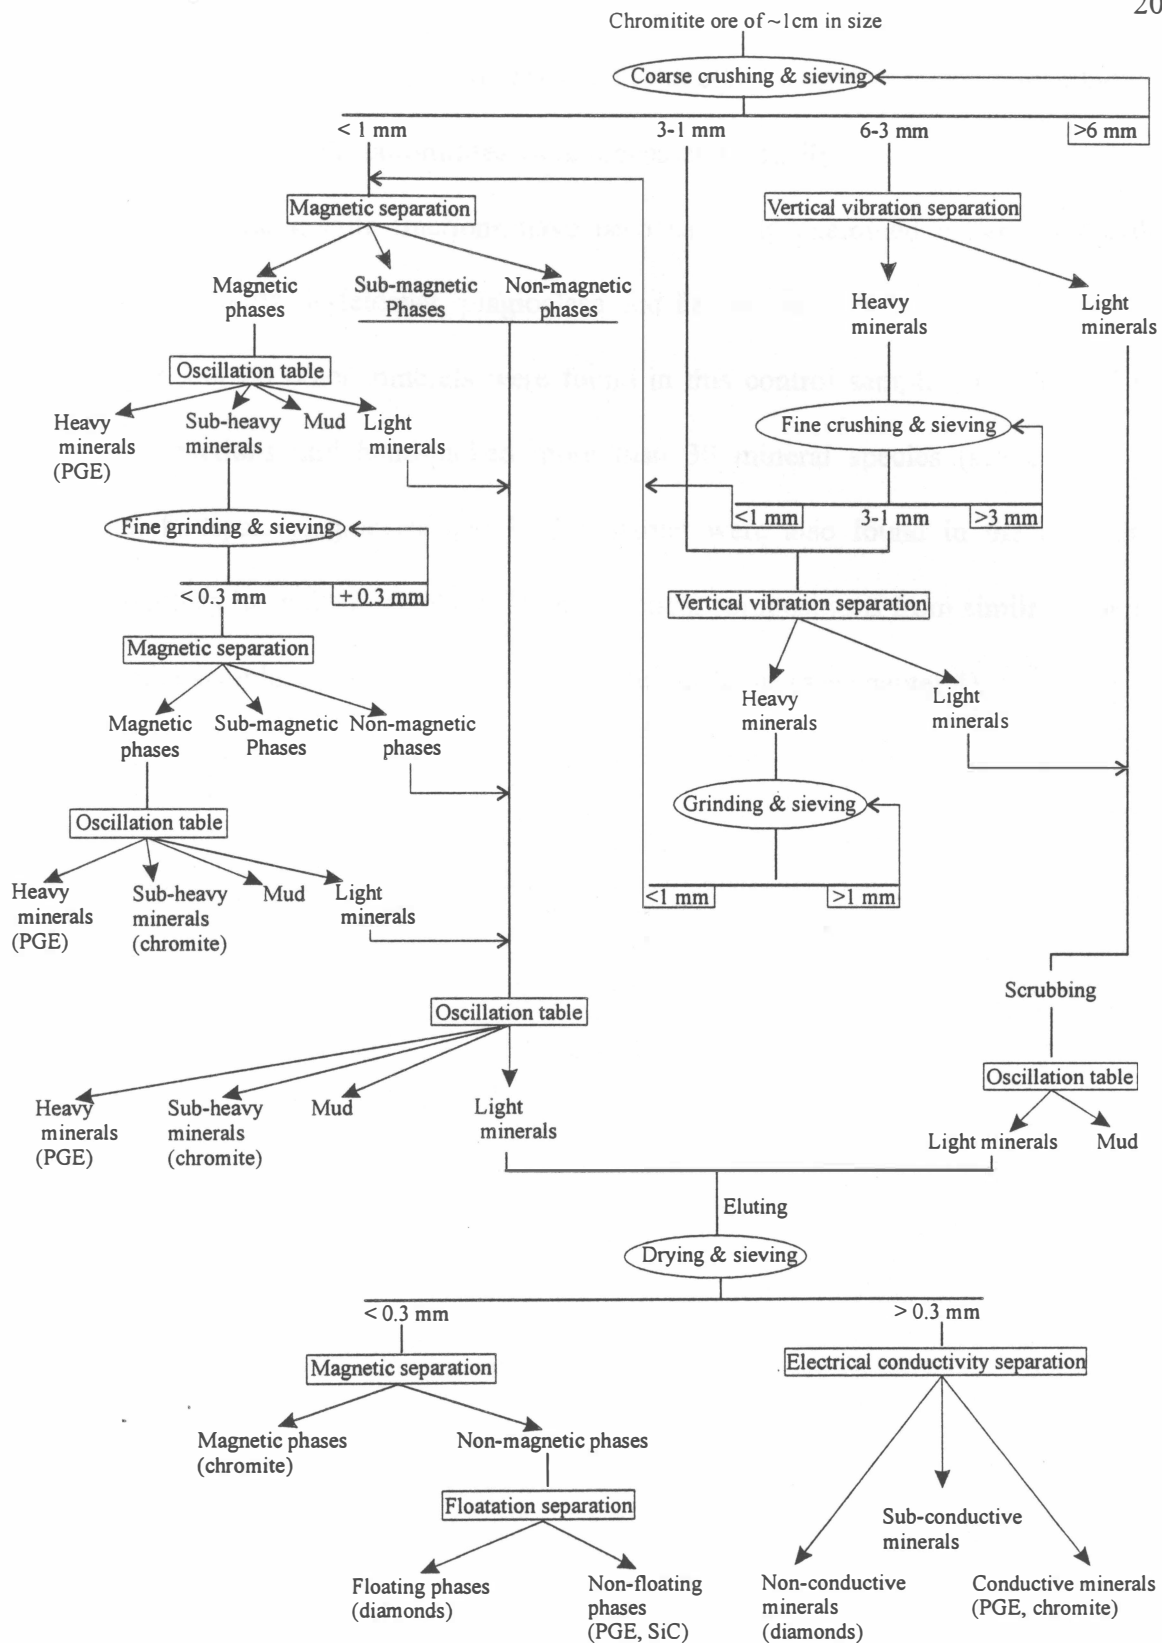 20
Chromitite ore of ~1cm in size
Coarse crushing & sieving
< 1 mm
3-1 mm
6-3 mm
>6 mm
Magnetic separation
Vertical vibration separation
Magnetic
phases
Sub-magnetic
Phases
Non-magnetic
phases
Heavy
minerals
Light
minerals
Oscillation table
Heavy
minerals
(PGE)
Sub-heavy
minerals
Mud
Light
minerals
Fine crushing & sieving
<1 mm
3-1 mm
>3 mm
Fine grinding & sieving
< 0.3 mm
+ 0.3 mm
Vertical vibration separation
Magnetic separation
Heavy
minerals
Light
minerals
Magnetic
phases
Sub-magnetic
Phases
Non-magnetic
phases
Grinding & sieving
<1 mm
>1 mm
Oscillation table
Heavy
minerals
(PGE)
Sub-heavy
minerals
(chromite)
Mud
Light
minerals
Scrubbing
Oscillation table
Oscillation table
Heavy
minerals
(PGE)
Sub-heavy
minerals
(chromite)
Mud
Light
minerals
Light minerals
Mud
Eluting
Drying & sieving
< 0.3 mm
> 0.3 mm
Magnetic separation
Electrical conductivity separation
Magnetic phases
(chromite)
Non-magnetic phases
Floatation separation
Sub-conductive
minerals
Floating phases
(diamonds)
Non-floating
phases
(PGE, SiC)
Non-conductive
minerals
(diamonds)
Conductive minerals
(PGE, chromite)